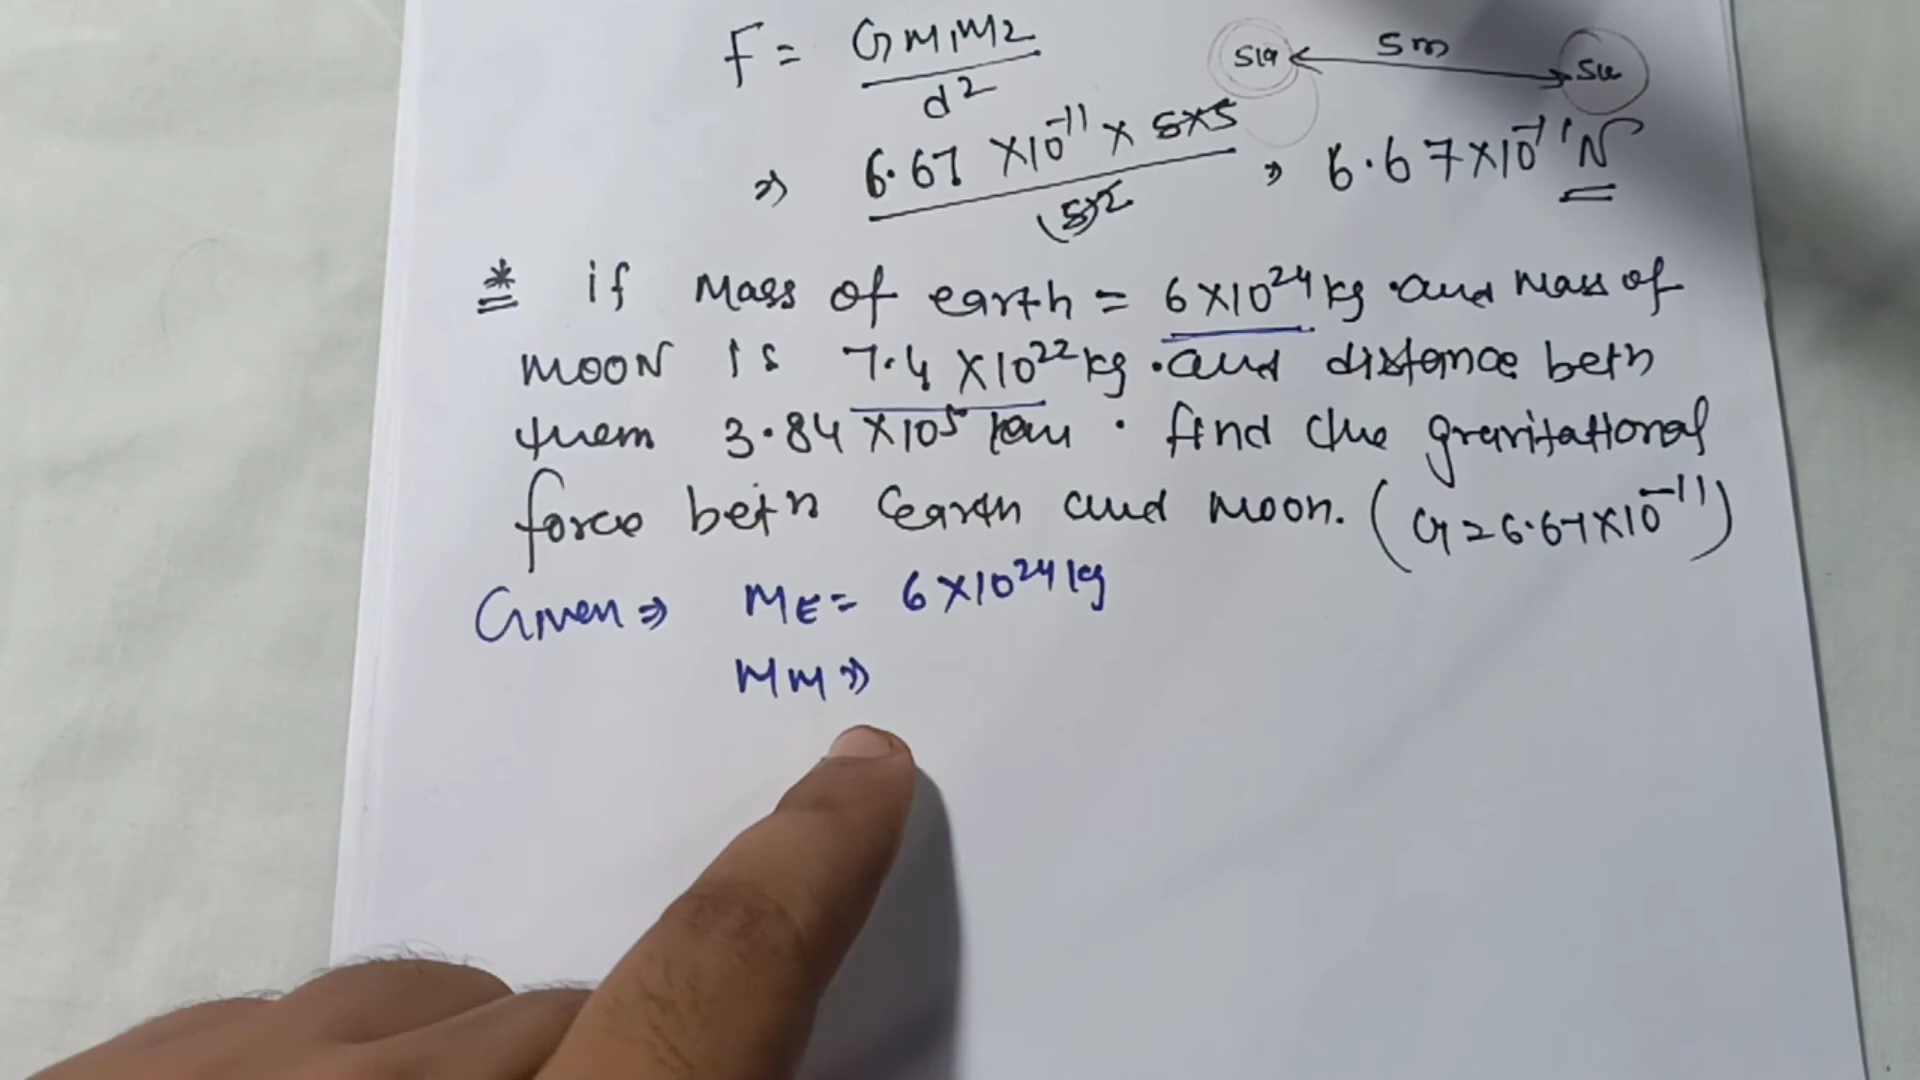 F = G M1 M2 / d²
5kg 5m 5kg
⇒ 6.67 ×10⁻¹¹ × 5×5 / (5)² ⇒ 6.67×10⁻¹¹ N
* if Mass of earth = 6×10²⁴ kg and Mass of
MOON is 7.4 ×10²² kg . and distance betn
them 3.84 ×10⁵ km . find the gravitational
force betn earth and moon. (G=6.67×10⁻¹¹)
Given ⇒ ME = 6×10²⁴ kg
MM ⇒